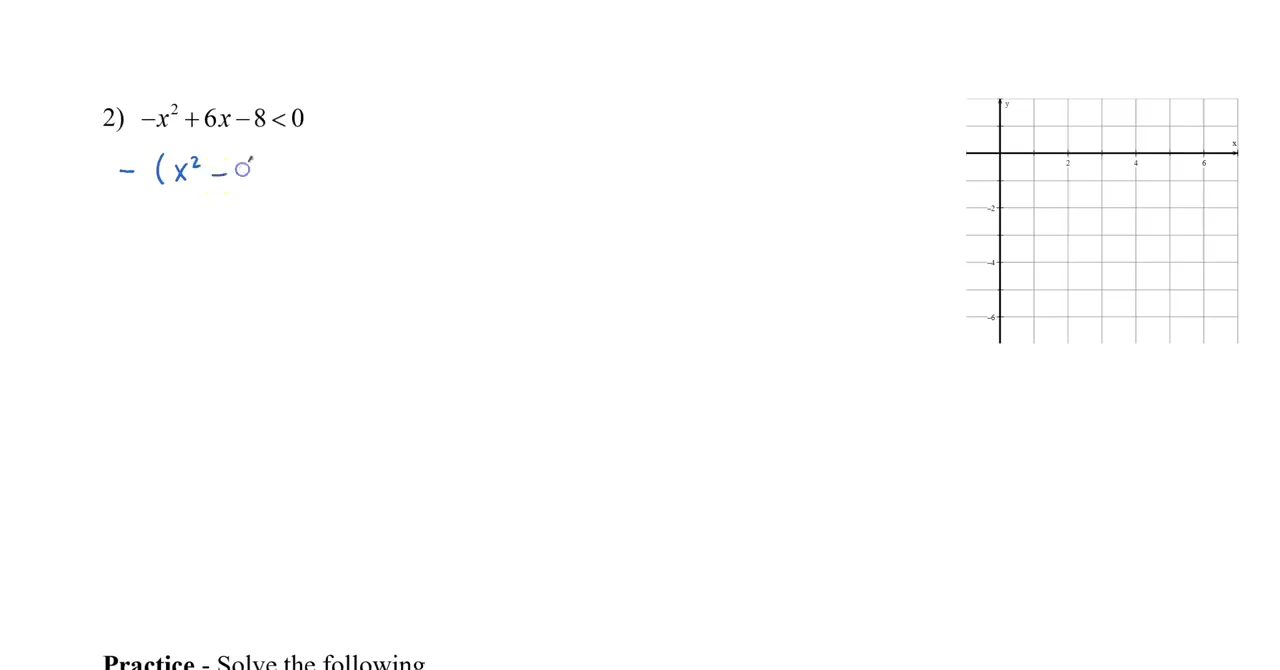 2) −x² + 6x − 8 < 0
− (x² −
y
x
2 4 6
−2
−4
−6
Practice - Solve the following